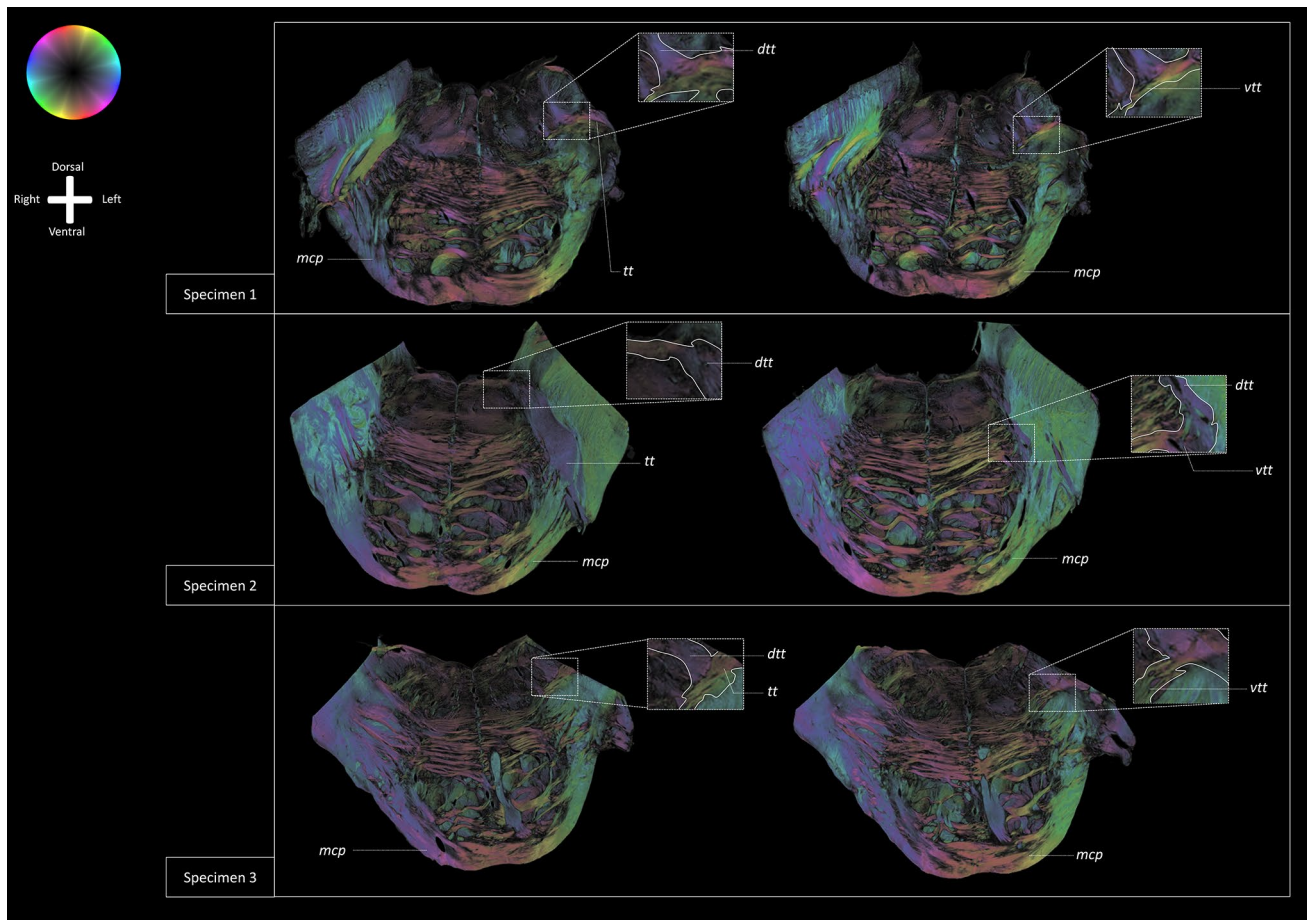 Dorsal
Right Left
Ventral
dtt
vtt
mcp
tt
mcp
Specimen 1
dtt
dtt
tt
vtt
mcp
mcp
Specimen 2
dtt
tt
vtt
mcp
mcp
Specimen 3